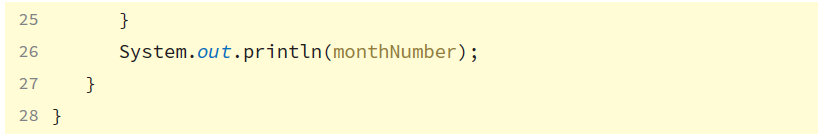 25 }
26 System.out.println(monthNumber);
27 }
28 }